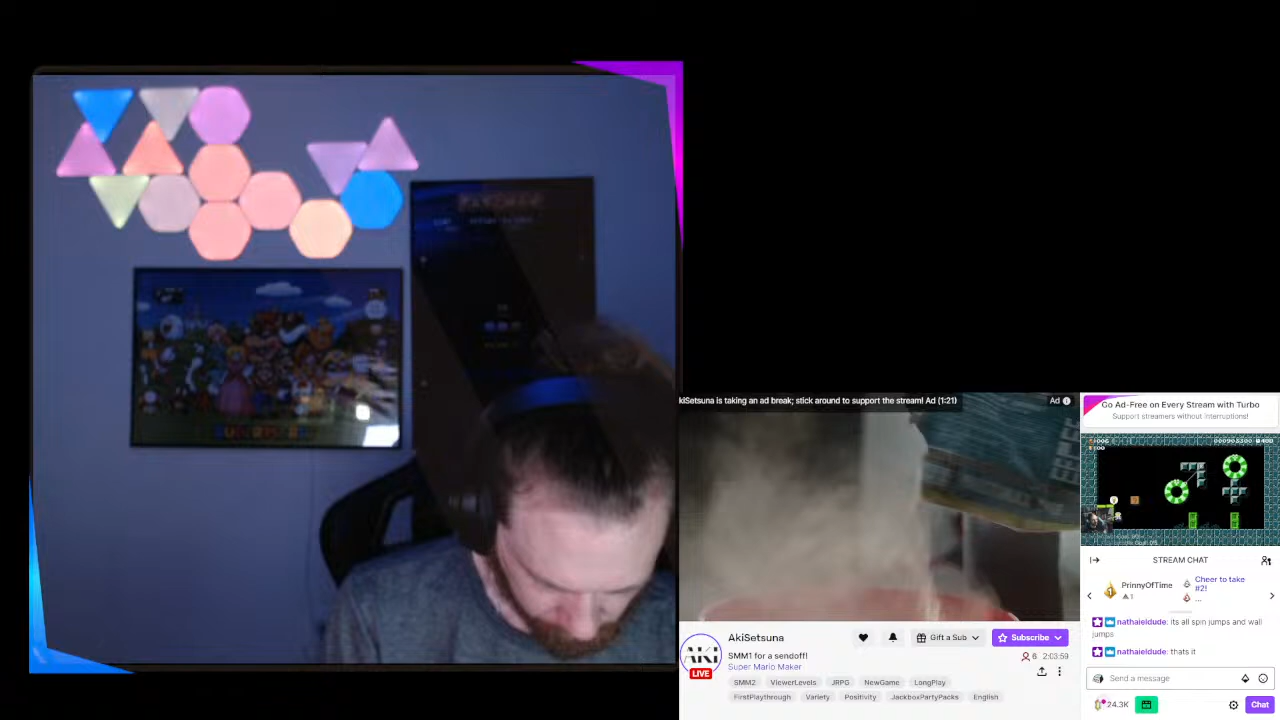 kiSetsuna is taking an ad break; stick around to support the stream! Ad (1:21)
Ad
Go Ad-Free on Every Stream with Turbo
Support streamers without interruptions!
STREAM CHAT
PrinnyOfTime
1
Cheer to take
#2!
...
nathaieldude: its all spin jumps and wall
jumps
nathaieldude: thats it
Send a message
24.3K
Chat
AKI
LIVE
AkiSetsuna
Gift a Sub
Subscribe
SMM1 for a sendoff!
6 2:03:59
Super Mario Maker
SMM2 ViewerLevels JRPG NewGame LongPlay
FirstPlaythrough Variety Positivity JackboxPartyPacks English